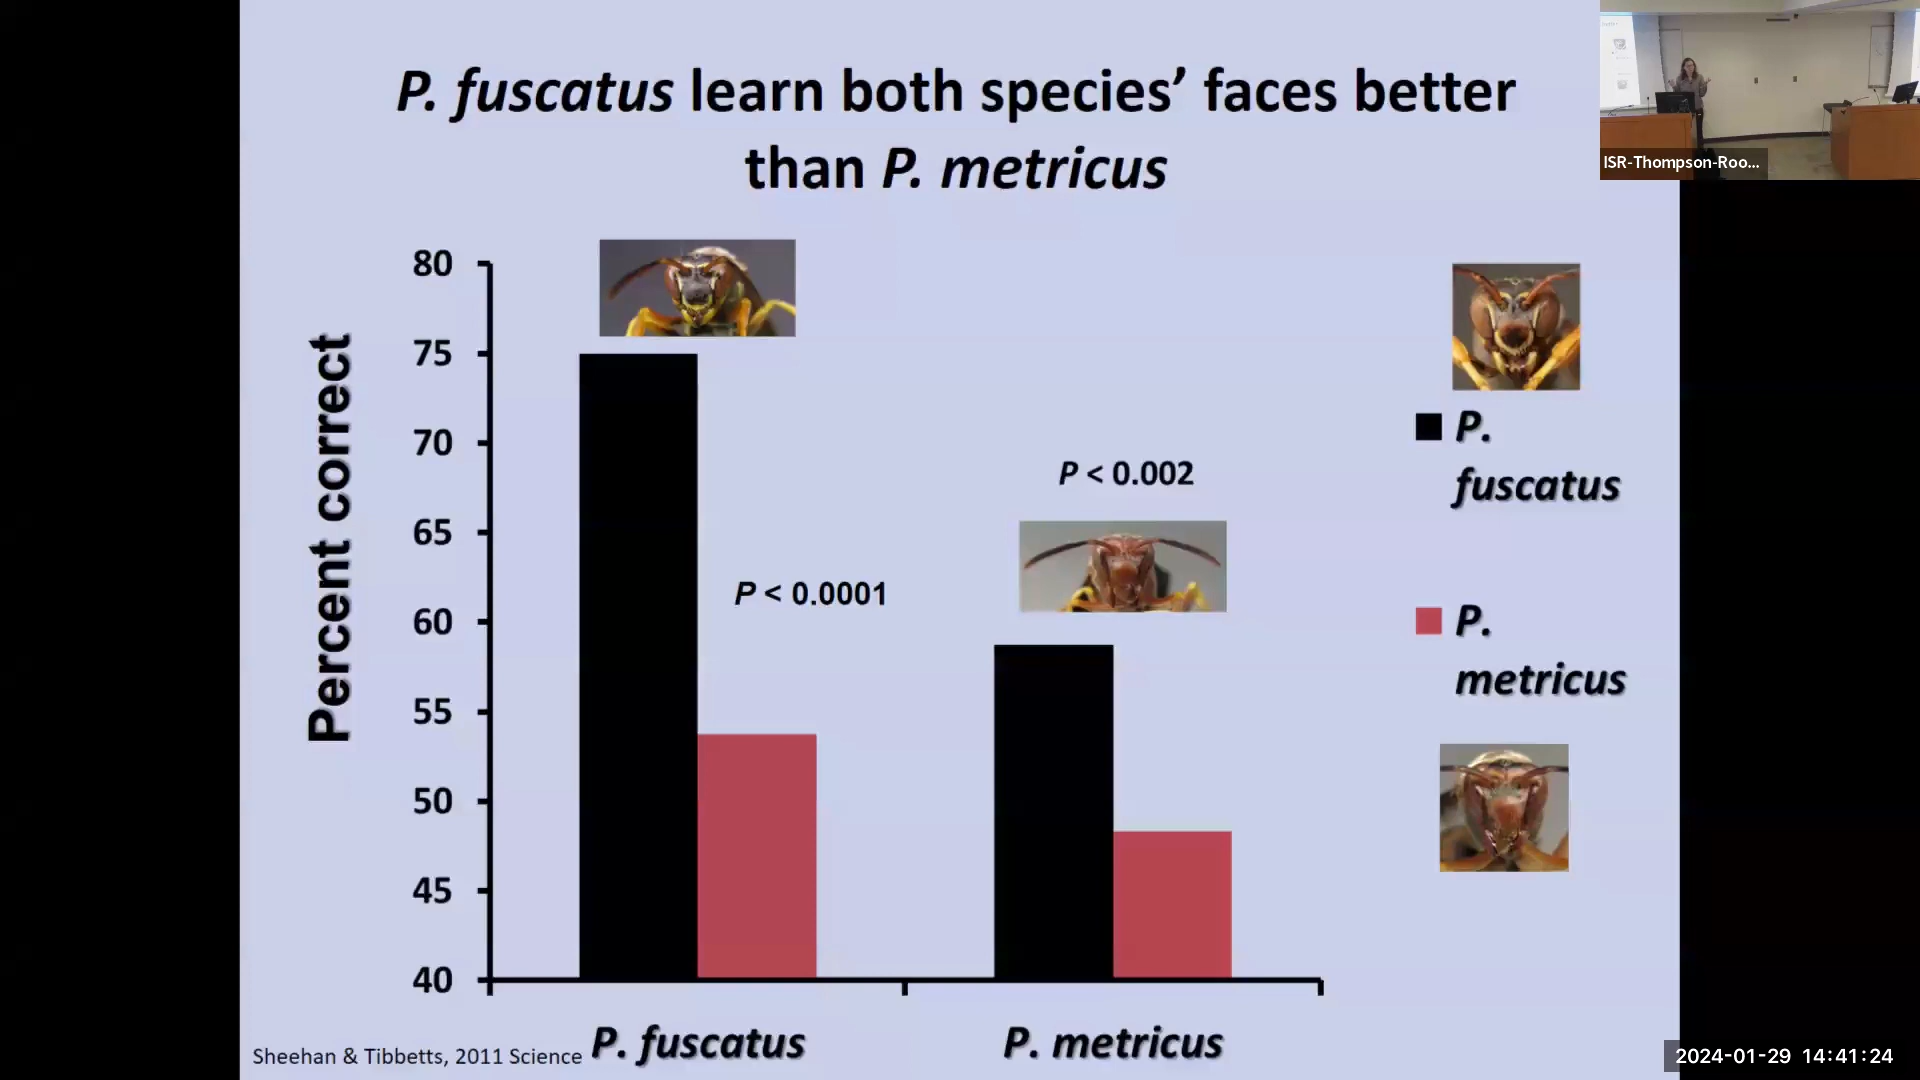 P. fuscatus learn both species’ faces better
than P. metricus
ISR-Thompson-Roo...
Percent correct
80
75
70
65
60
55
50
45
40
P < 0.0001
P < 0.002
P.
fuscatus
P.
metricus
P. fuscatus
P. metricus
Sheehan & Tibbetts, 2011 Science
2024-01-29 14:41:24